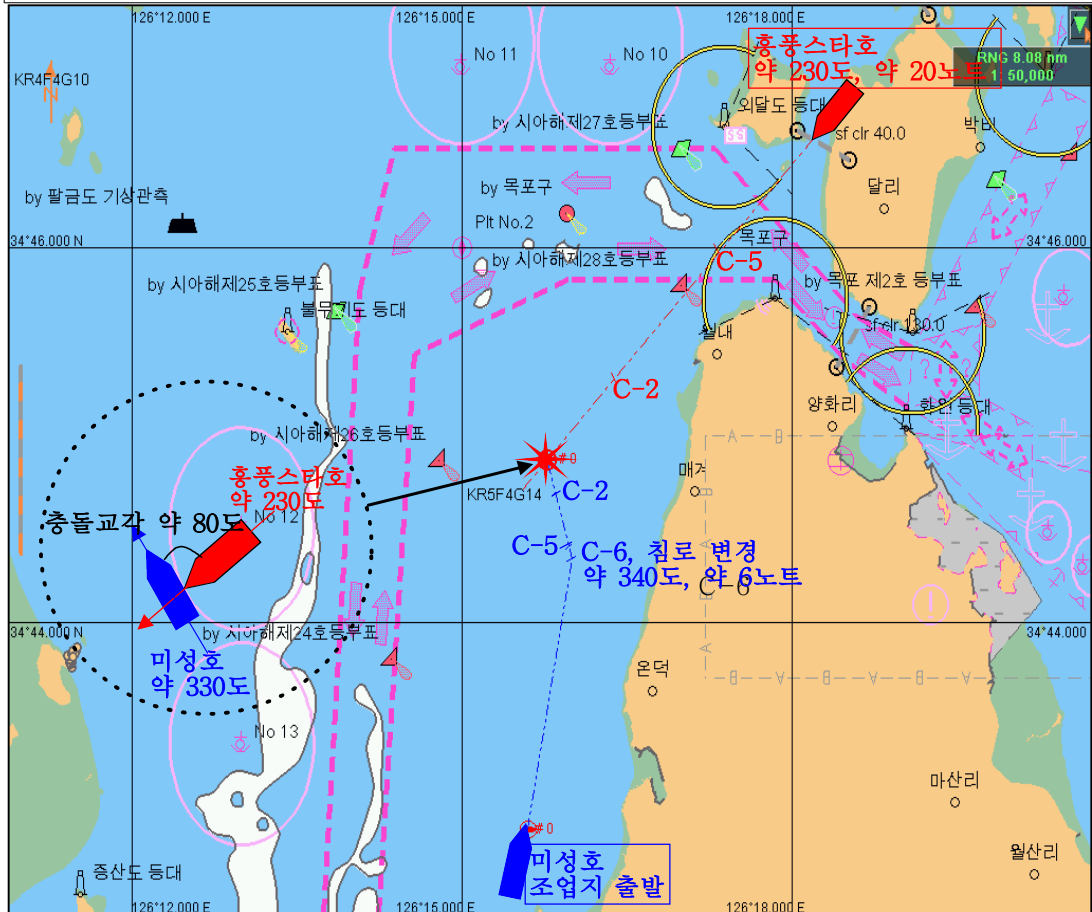 126°12.000 E
126°15.000 E
126°18.000 E
No 11
No 10
흥풍스타호
약 230도, 약 20노트
RNG 8.08 nm
1: 50,000
KR4F4G10
외달도 등대
by 시아해제27호등부표
sf clr 40.0
by 목포구
달리
by 팔금도 기상관측
Plt No.2
34°46.000 N
목포구
34°46.000 N
by 시아해제28호등부표
C-5
by 시아해제25호등부표
by 목포 제2호 등부표
불무기도 등대
sf clr 130.0
월내
C-2
양화리
화원 등대
by 시아해제26호등부표
A
B
A
B
흥풍스타호
약 230도
매겨
KR5F4G14
C-2
No 12
충돌교각 약 80도
C-5
C-6, 침로 변경
약 340도, 약 6노트
C-6
34°44.000 N
by 시아해제24호등부표
34°44.000 N
미성호
약 330도
온덕
B
A
B
A
B
No 13
마산리
미성호
조업지 출발
월산리
증산도 등대
126°12.000 E
126°15.000 E
126°18.000 E